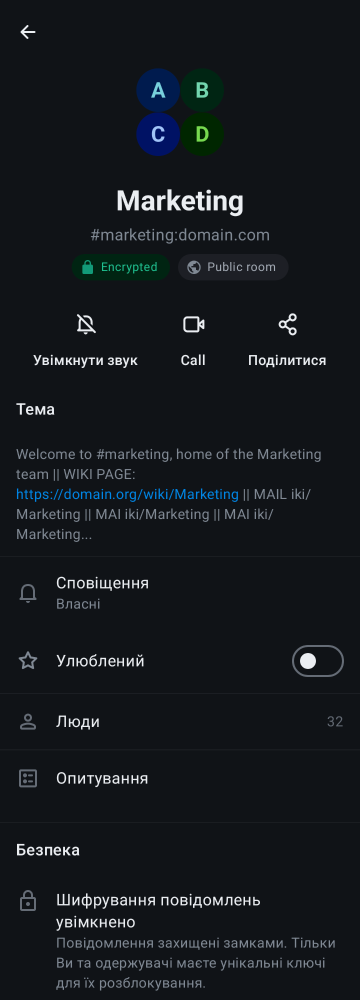 A B
C D
Marketing
#marketing:domain.com
Encrypted Public room
Увімкнути звук Call Поділитися
Тема
Welcome to #marketing, home of the Marketing
team || WIKI PAGE:
https://domain.org/wiki/Marketing || MAIL iki/
Marketing || MAI iki/Marketing || MAI iki/
Marketing...
Сповіщення
Власні
Улюблений
Люди 32
Опитування
Безпека
Шифрування повідомлень
увімкнено
Повідомлення захищені замками. Тільки
Ви та одержувачі маєте унікальні ключі
для їх розблокування.